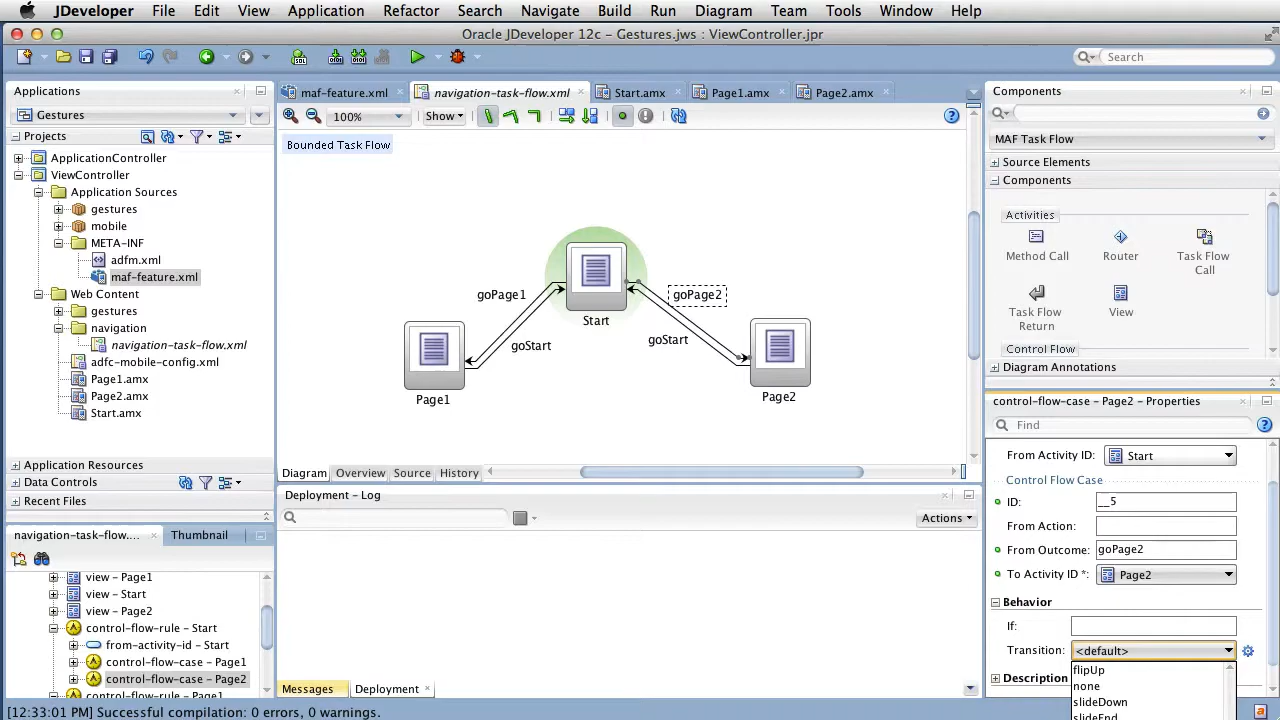 JDeveloper File Edit View Application Refactor Search Navigate Build Run Diagram Team Tools Window Help
Oracle JDeveloper 12c – Gestures.jws : ViewController.jpr
Search
Applications
Gestures
Projects
ApplicationController
ViewController
Application Sources
gestures
mobile
META-INF
adfm.xml
maf-feature.xml
Web Content
gestures
navigation
navigation-task-flow.xml
adfc-mobile-config.xml
Page1.amx
Page2.amx
Start.amx
Application Resources
Data Controls
Recent Files
navigation-task-flow.... Thumbnail
view – Page1
view – Start
view – Page2
control-flow-rule – Start
from-activity-id – Start
control-flow-case – Page1
control-flow-case – Page2
control-flow-rule – Page1
maf-feature.xml navigation-task-flow.xml Start.amx Page1.amx Page2.amx
100% Show
Bounded Task Flow
goPage1
goPage2
Start
goStart
goStart
Page1
Page2
Diagram Overview Source History
Deployment – Log
Actions
Messages Deployment
Components
MAF Task Flow
Source Elements
Components
Activities
Method Call
Router
Task Flow Call
Task Flow Return
View
Control Flow
Diagram Annotations
control-flow-case – Page2 – Properties
Find
From Activity ID: Start
Control Flow Case
ID: __5
From Action:
From Outcome: goPage2
To Activity ID *: Page2
Behavior
If:
Transition: <default>
flipUp
none
slideDown
slideEnd
Description
[12:33:01 PM] Successful compilation: 0 errors, 0 warnings.